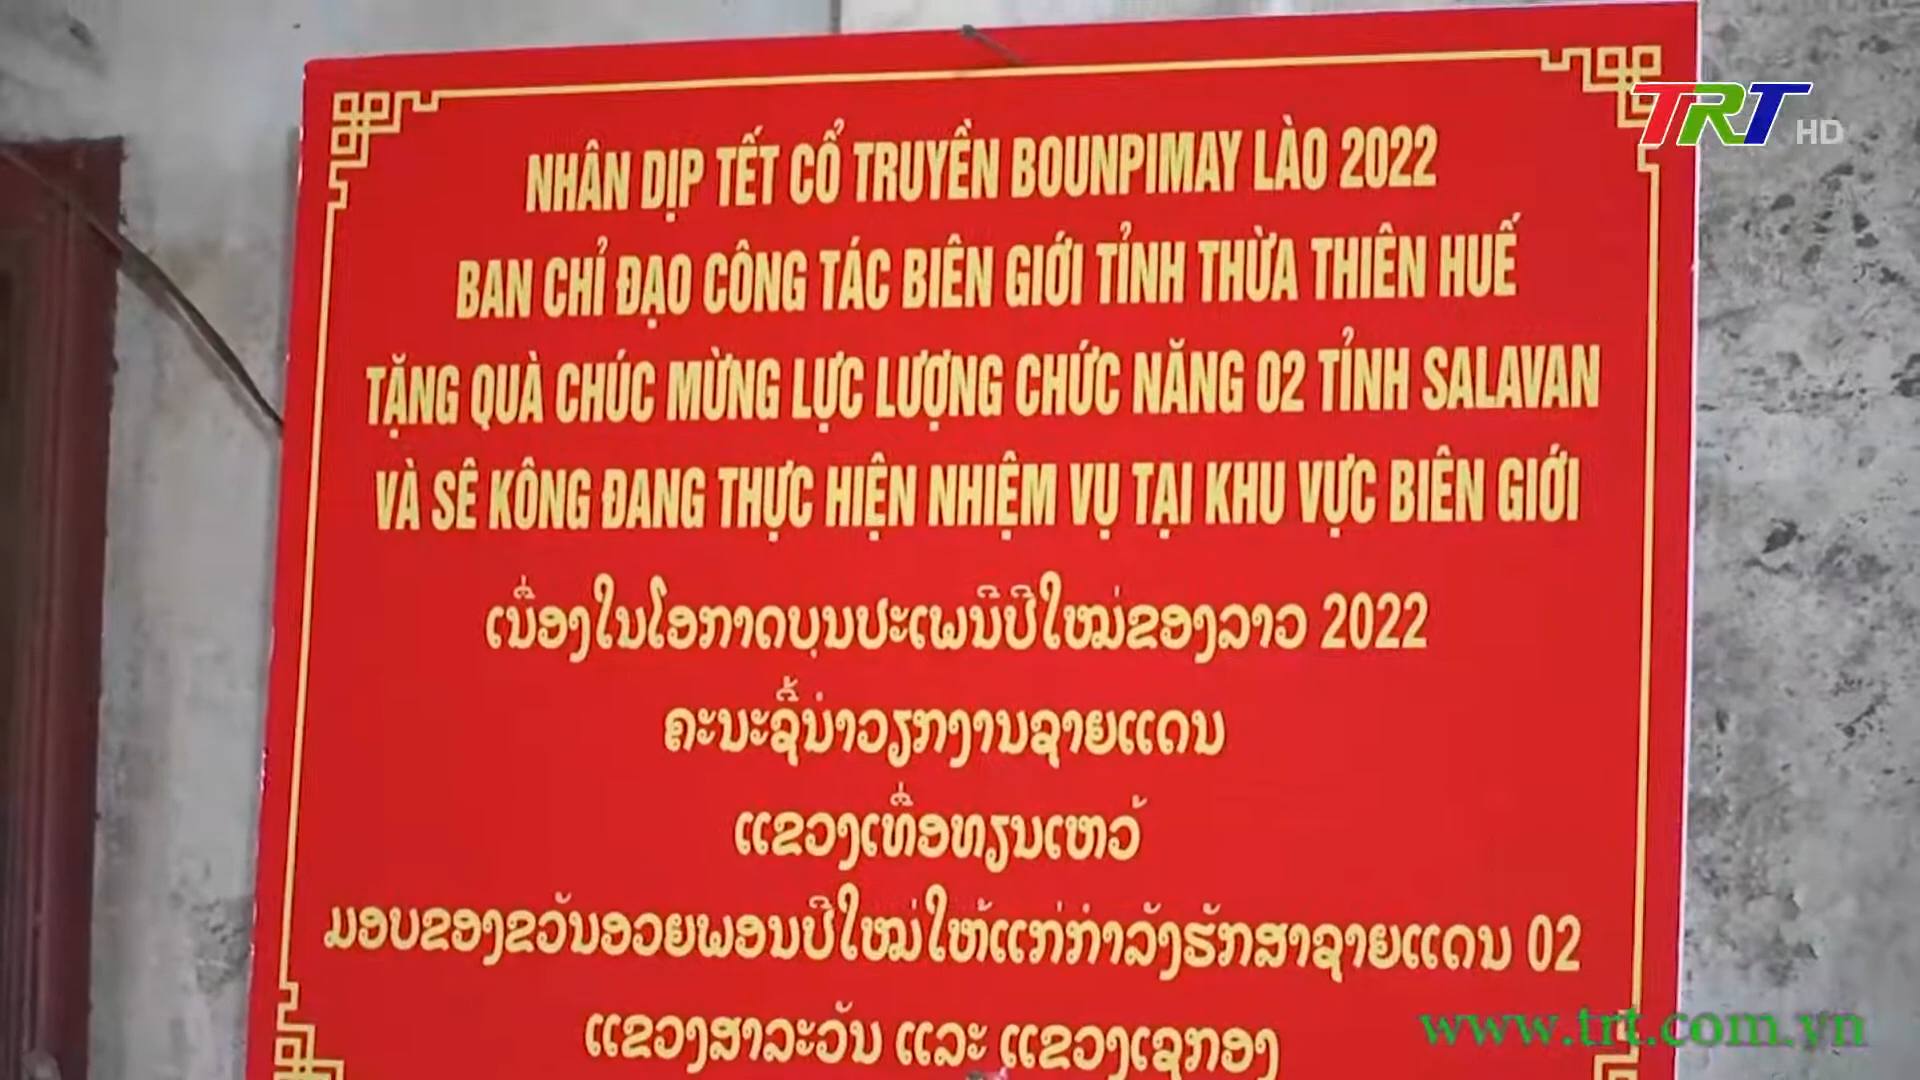 TRT HD
NHÂN DỊP TẾT CỔ TRUYỀN BOUNPIMAY LÀO 2022
BAN CHỈ ĐẠO CÔNG TÁC BIÊN GIỚI TỈNH THỪA THIÊN HUẾ
TẶNG QUÀ CHÚC MỪNG LỰC LƯỢNG CHỨC NĂNG 02 TỈNH SALAVAN
VÀ SÊ KÔNG ĐANG THỰC HIỆN NHIỆM VỤ TẠI KHU VỰC BIÊN GIỚI
ເນື່ອງໃນໂອກາດບຸນປະເພນີປີໃໝ່ຂອງລາວ 2022
ຄະນະຊີ້ນຳວຽກງານຊາຍແດນ
ແຂວງເທື່ອທຽນເຫວ້
ມອບຂອງຂວັນອວຍພອນປີໃໝ່ໃຫ້ແກ່ກຳລັງຮັກສາຊາຍແດນ 02
ແຂວງສາລະວັນ ແລະ ແຂວງເຊກອງ
www.trt.com.vn